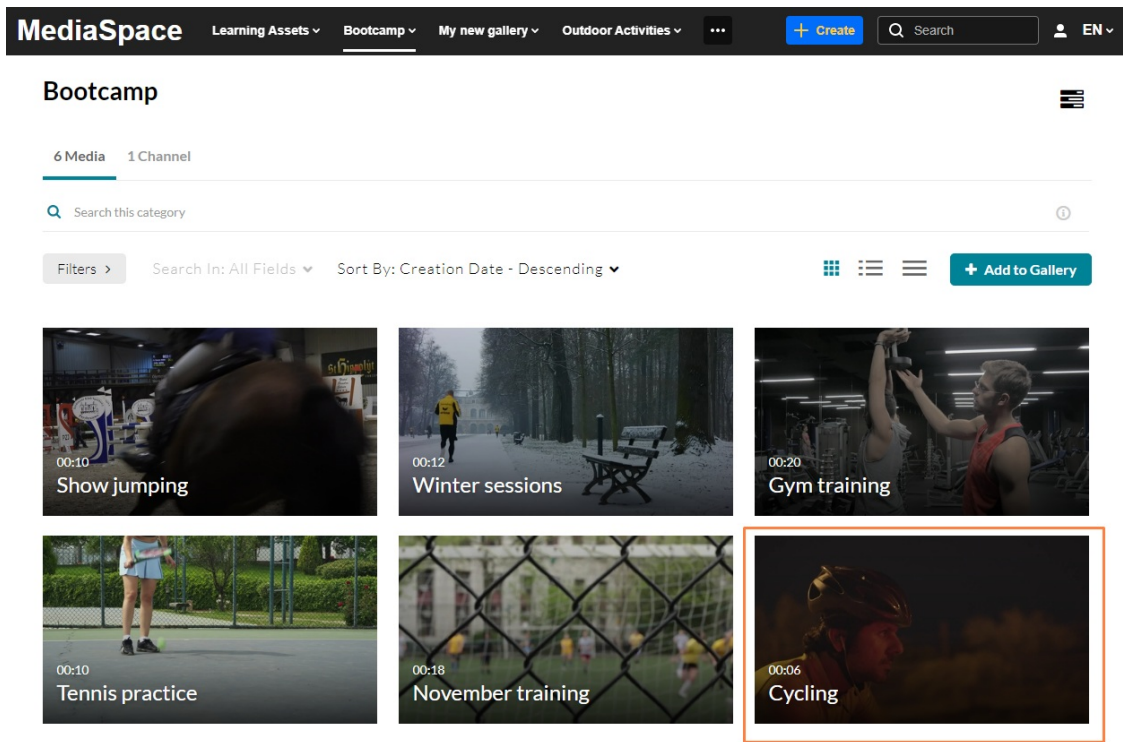 MediaSpace Learning Assets Bootcamp My new gallery Outdoor Activities ••• + Create Search EN
Bootcamp
6 Media 1 Channel
Search this category
Filters > Search In: All Fields Sort By: Creation Date - Descending + Add to Gallery
St Hippolyt
00:10
Show jumping
00:12
Winter sessions
00:20
Gym training
00:10
Tennis practice
00:18
November training
00:06
Cycling